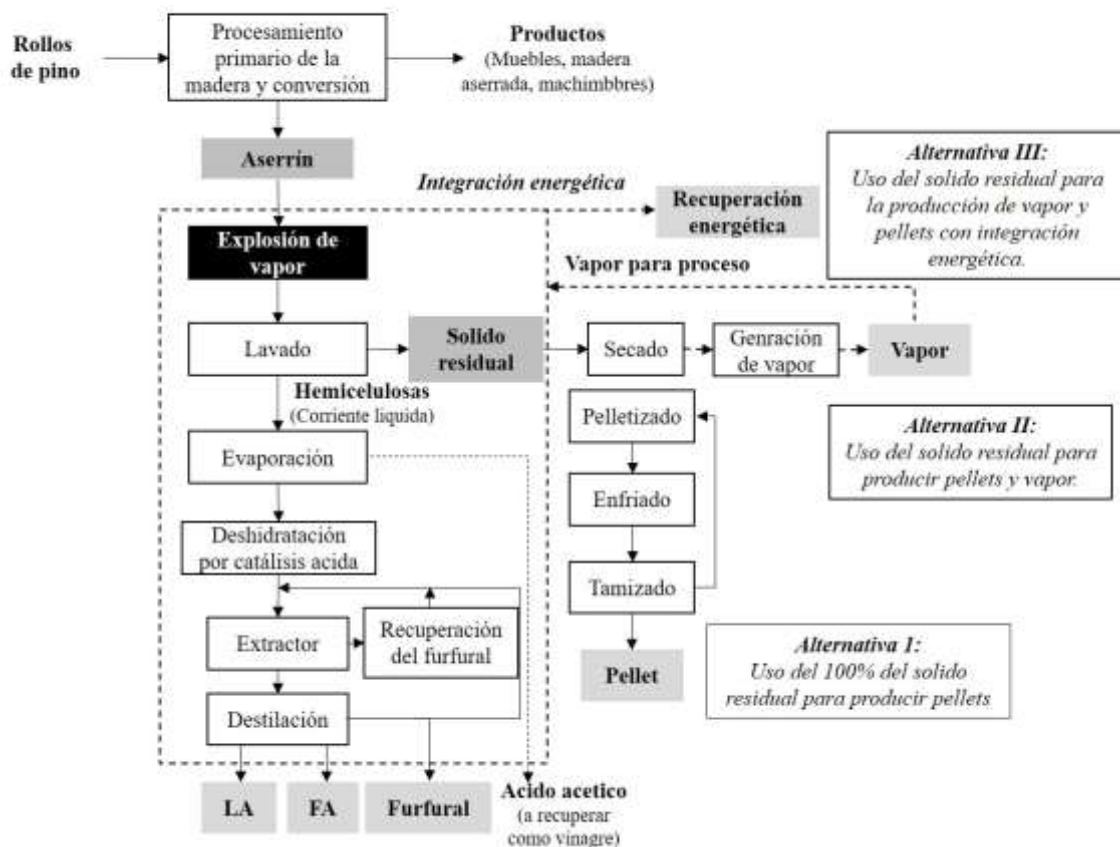 Rollos
de pino
Procesamiento
primario de la
madera y conversión
Productos
(Muebles, madera
aserrada, machimbbres)
Aserrín
Integración energética
Recuperación
energética
Alternativa III:
Uso del solido residual para
la producción de vapor y
pellets con integración
energética.
Explosión de
vapor
Vapor para proceso
Lavado
Solido
residual
Secado
Genración
de vapor
Vapor
Hemicelulosas
(Corriente liquida)
Pelletizado
Alternativa II:
Uso del solido residual para
producir pellets y vapor.
Evaporación
Enfriado
Deshidratación
por catálisis acida
Tamizado
Extractor
Recuperación
del furfural
Alternativa 1:
Uso del 100% del solido
residual para producir pellets
Pellet
Destilación
LA
FA
Furfural
Acido acetico
(a recuperar
como vinagre)